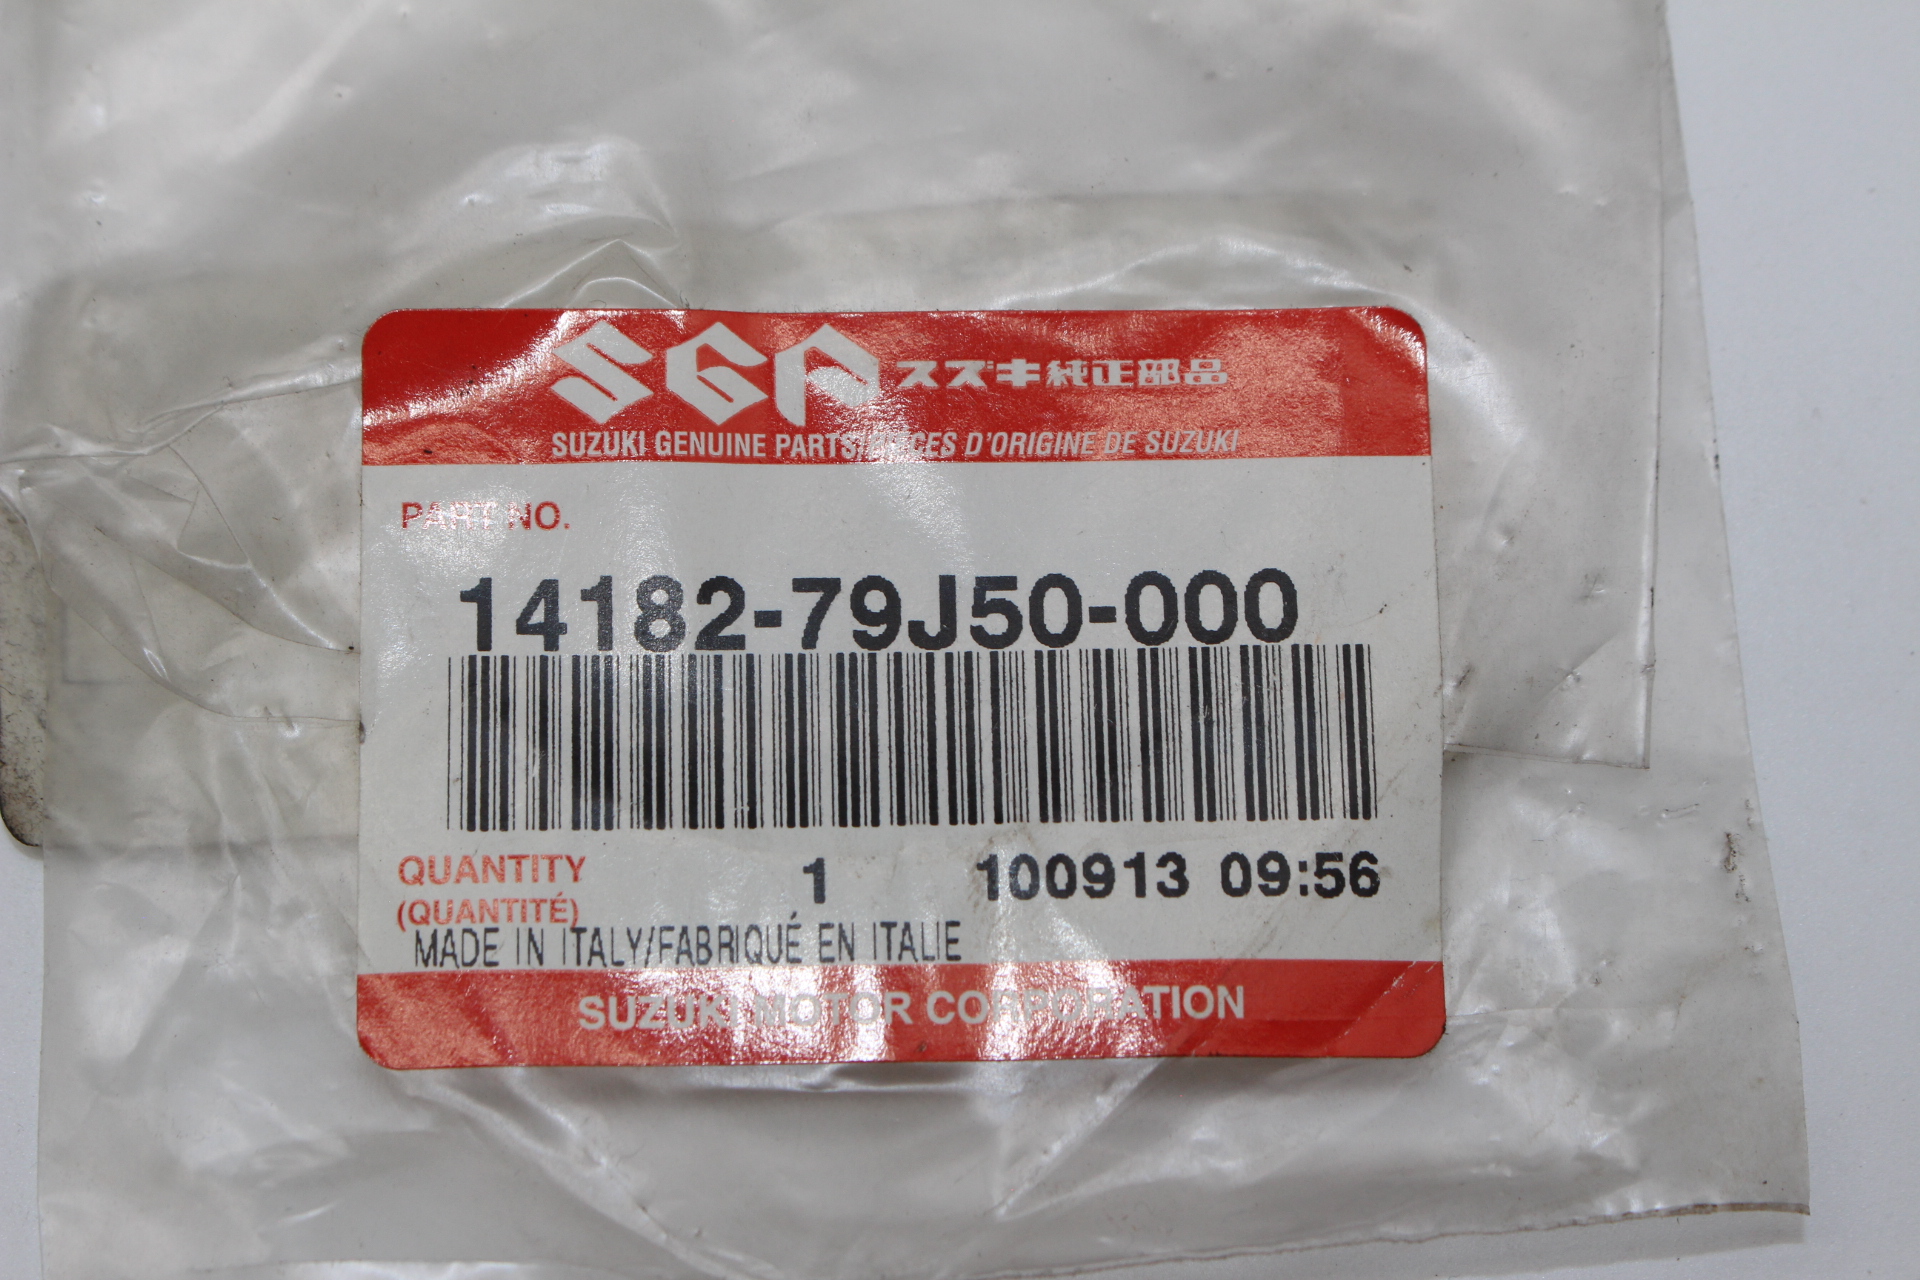 SGP スズキ純正部品
SUZUKI GENUINE PARTS/PIÈCES D'ORIGINE DE SUZUKI
PART NO.
14182-79J50-000
QUANTITY 1 100913 09:56
(QUANTITÉ)
MADE IN ITALY/FABRIQUÉ EN ITALIE
SUZUKI MOTOR CORPORATION